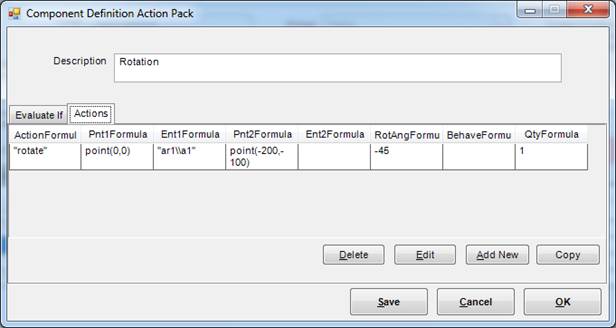 Component Definition Action Pack
Description Rotation
Evaluate If Actions
ActionFormul Pnt1Formula Ent1Formula Pnt2Formula Ent2Formula RotAngFormu BehaveFormu QtyFormula
"rotate" point(0,0) "ar1\\a1" point(-200,- -45 1
100)
Delete Edit Add New Copy
Save Cancel OK